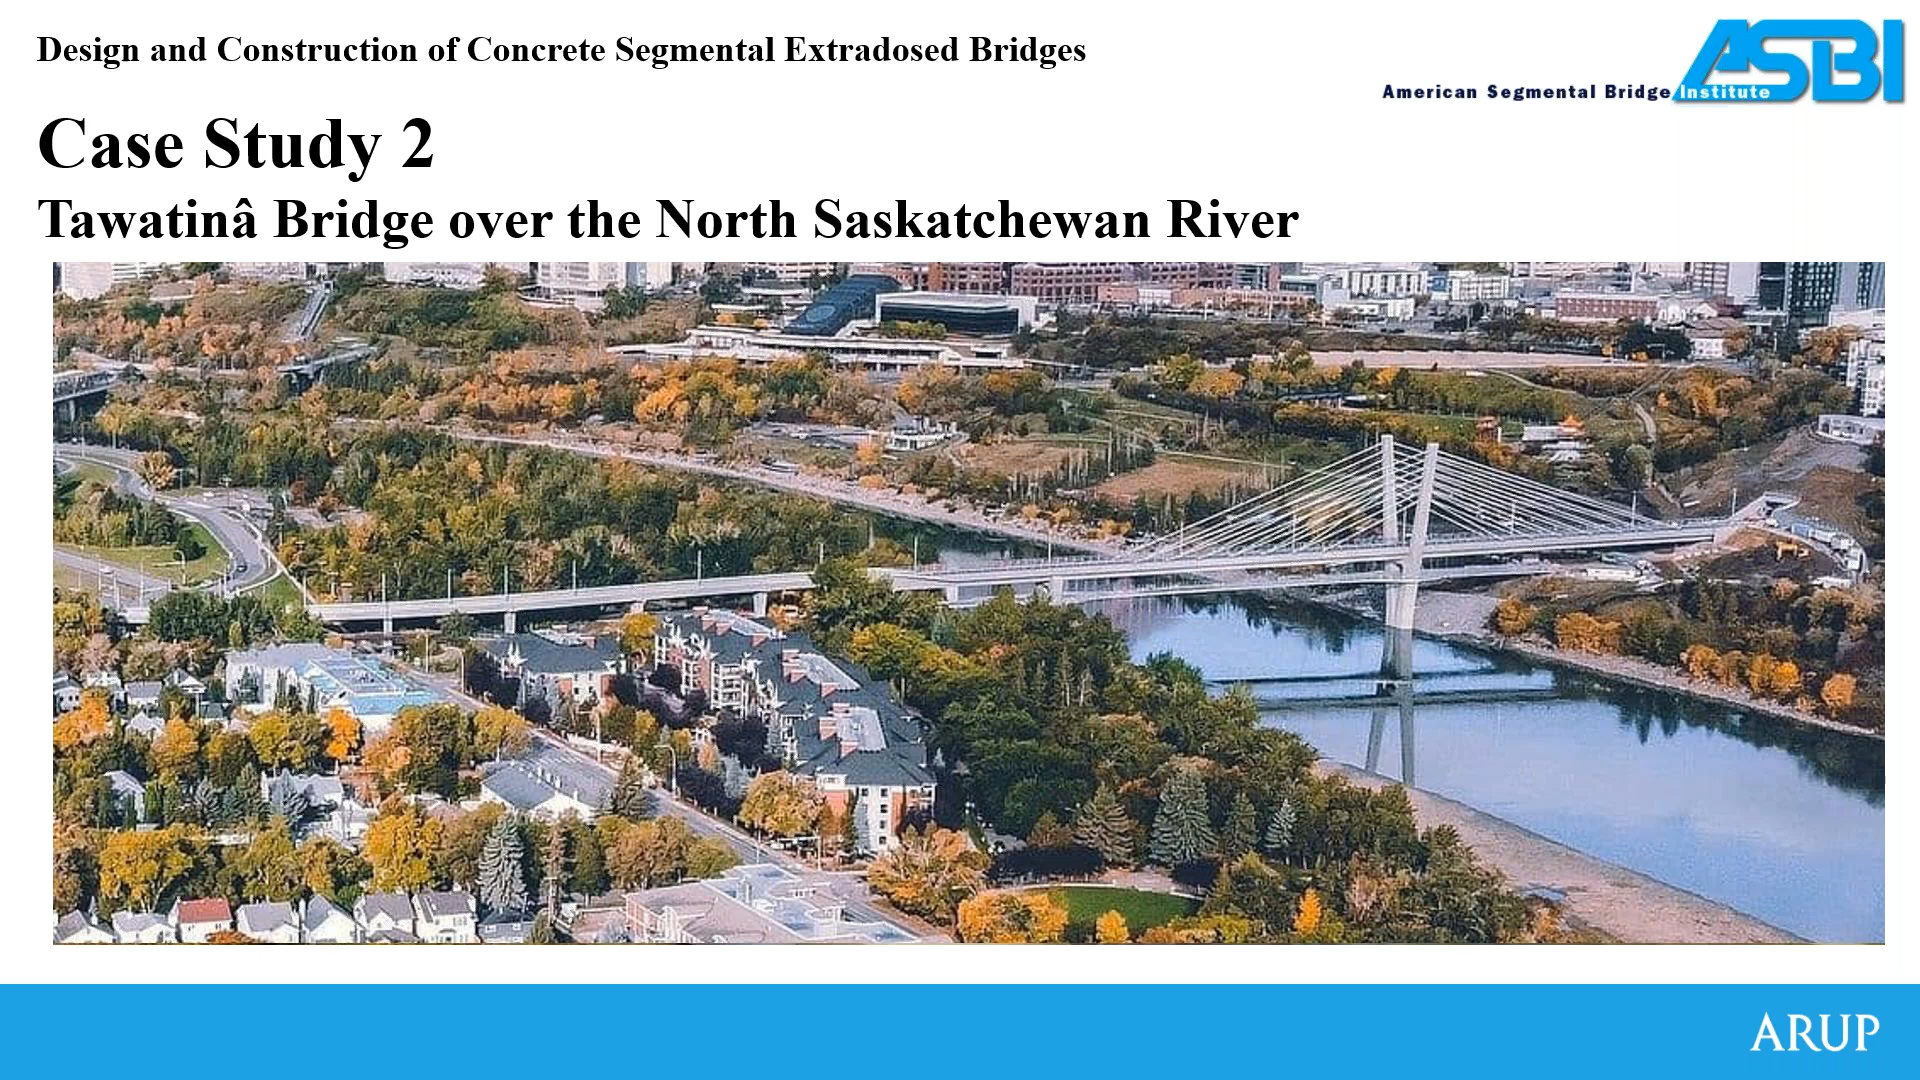 Design and Construction of Concrete Segmental Extradosed Bridges
ASBI
American Segmental Bridge Institute
Case Study 2
Tawatinâ Bridge over the North Saskatchewan River
ARUP